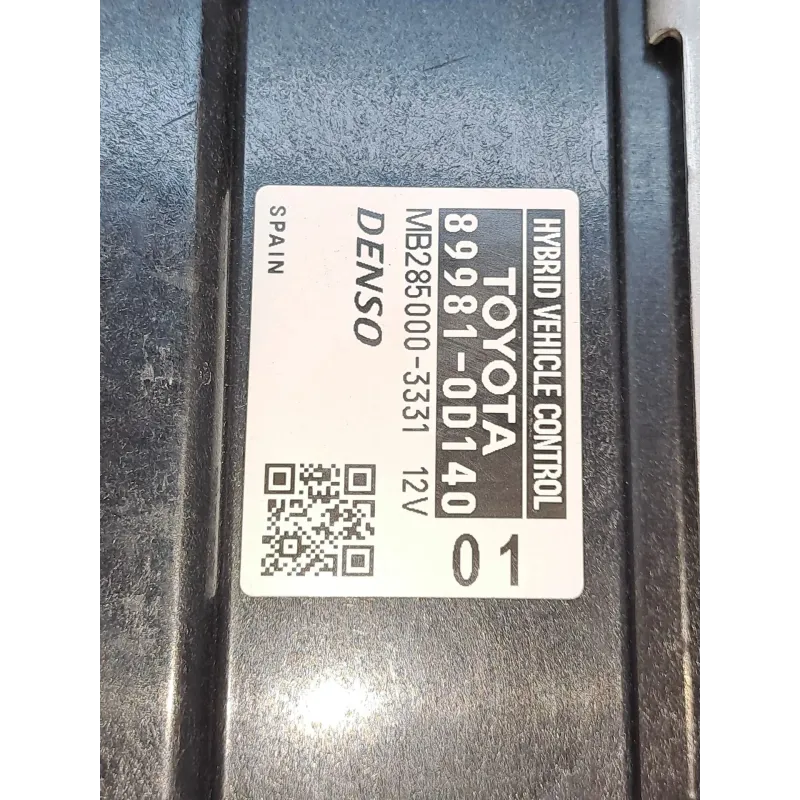 HYBRID VEHICLE CONTROL
TOYOTA
89981-0D140 01
MB285000-3331 12V
DENSO
SPAIN